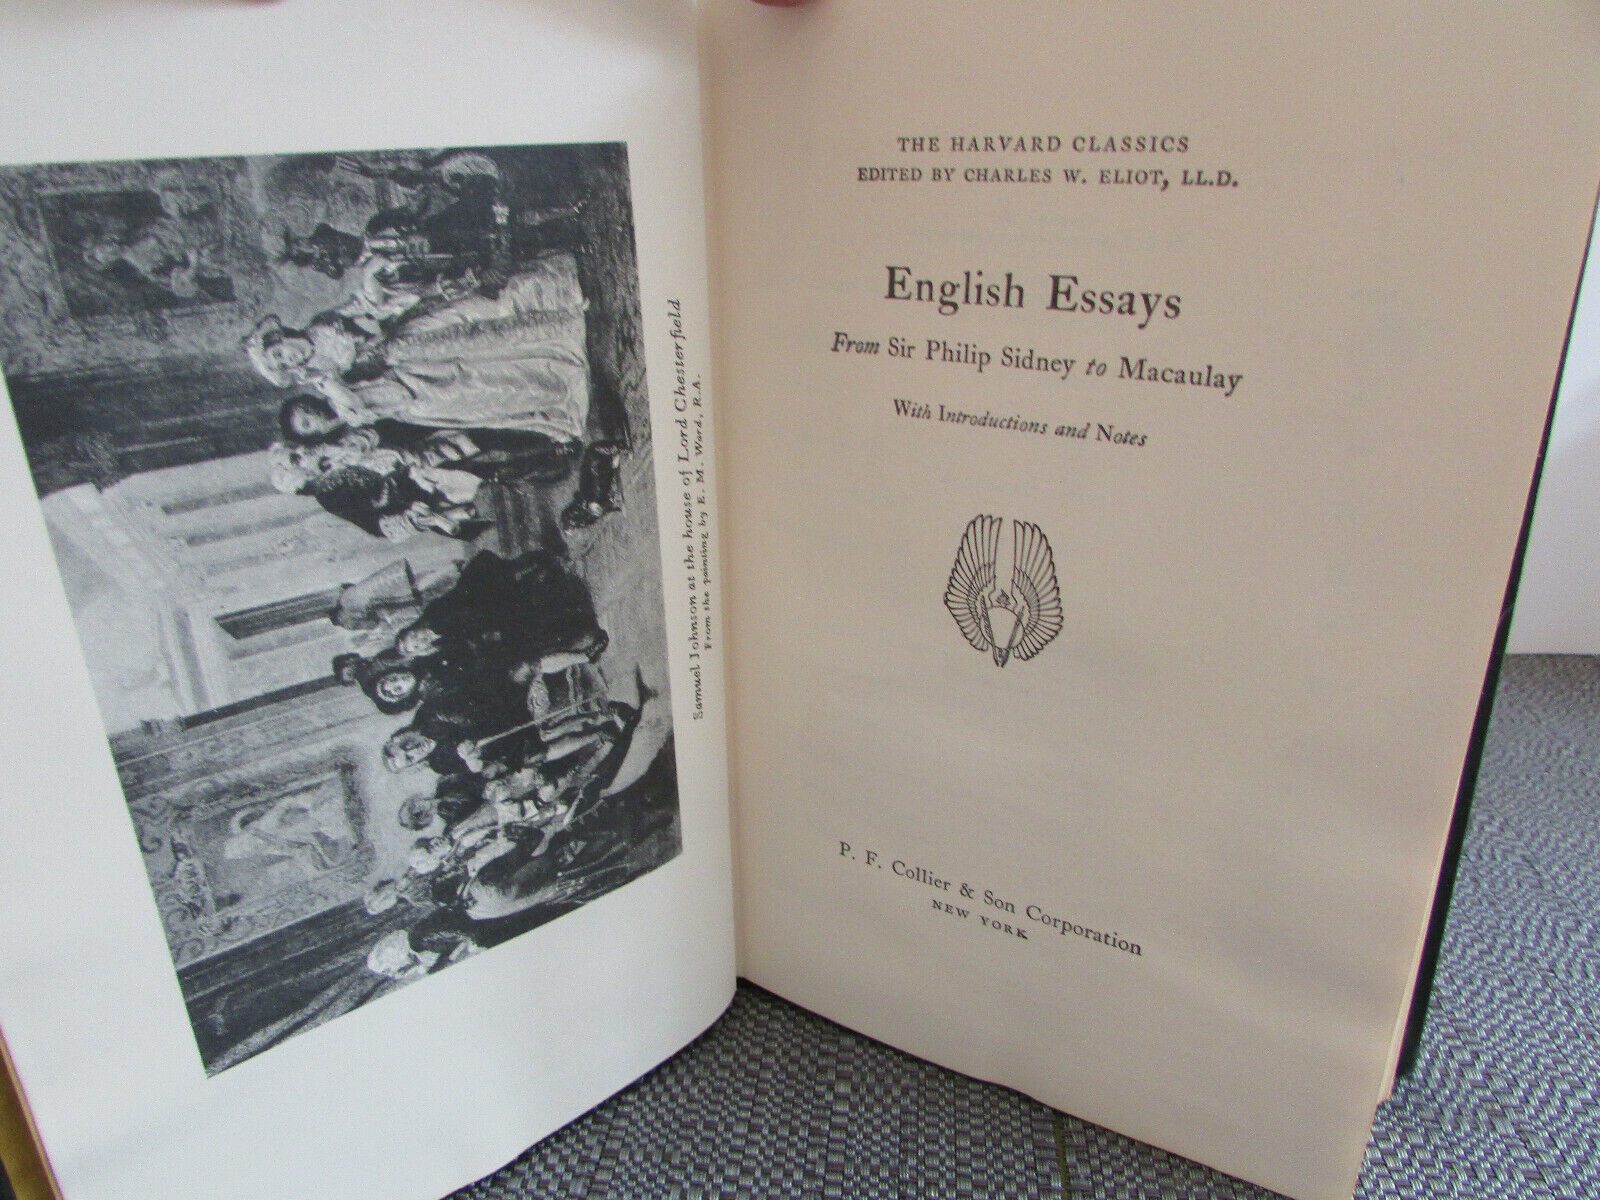 Samuel Johnson at the house of Lord Chesterfield
From the painting by E. M. Ward, R.A.
THE HARVARD CLASSICS
EDITED BY CHARLES W. ELIOT, LL.D.
English Essays
From Sir Philip Sidney to Macaulay
With Introductions and Notes
P. F. Collier & Son Corporation
NEW YORK